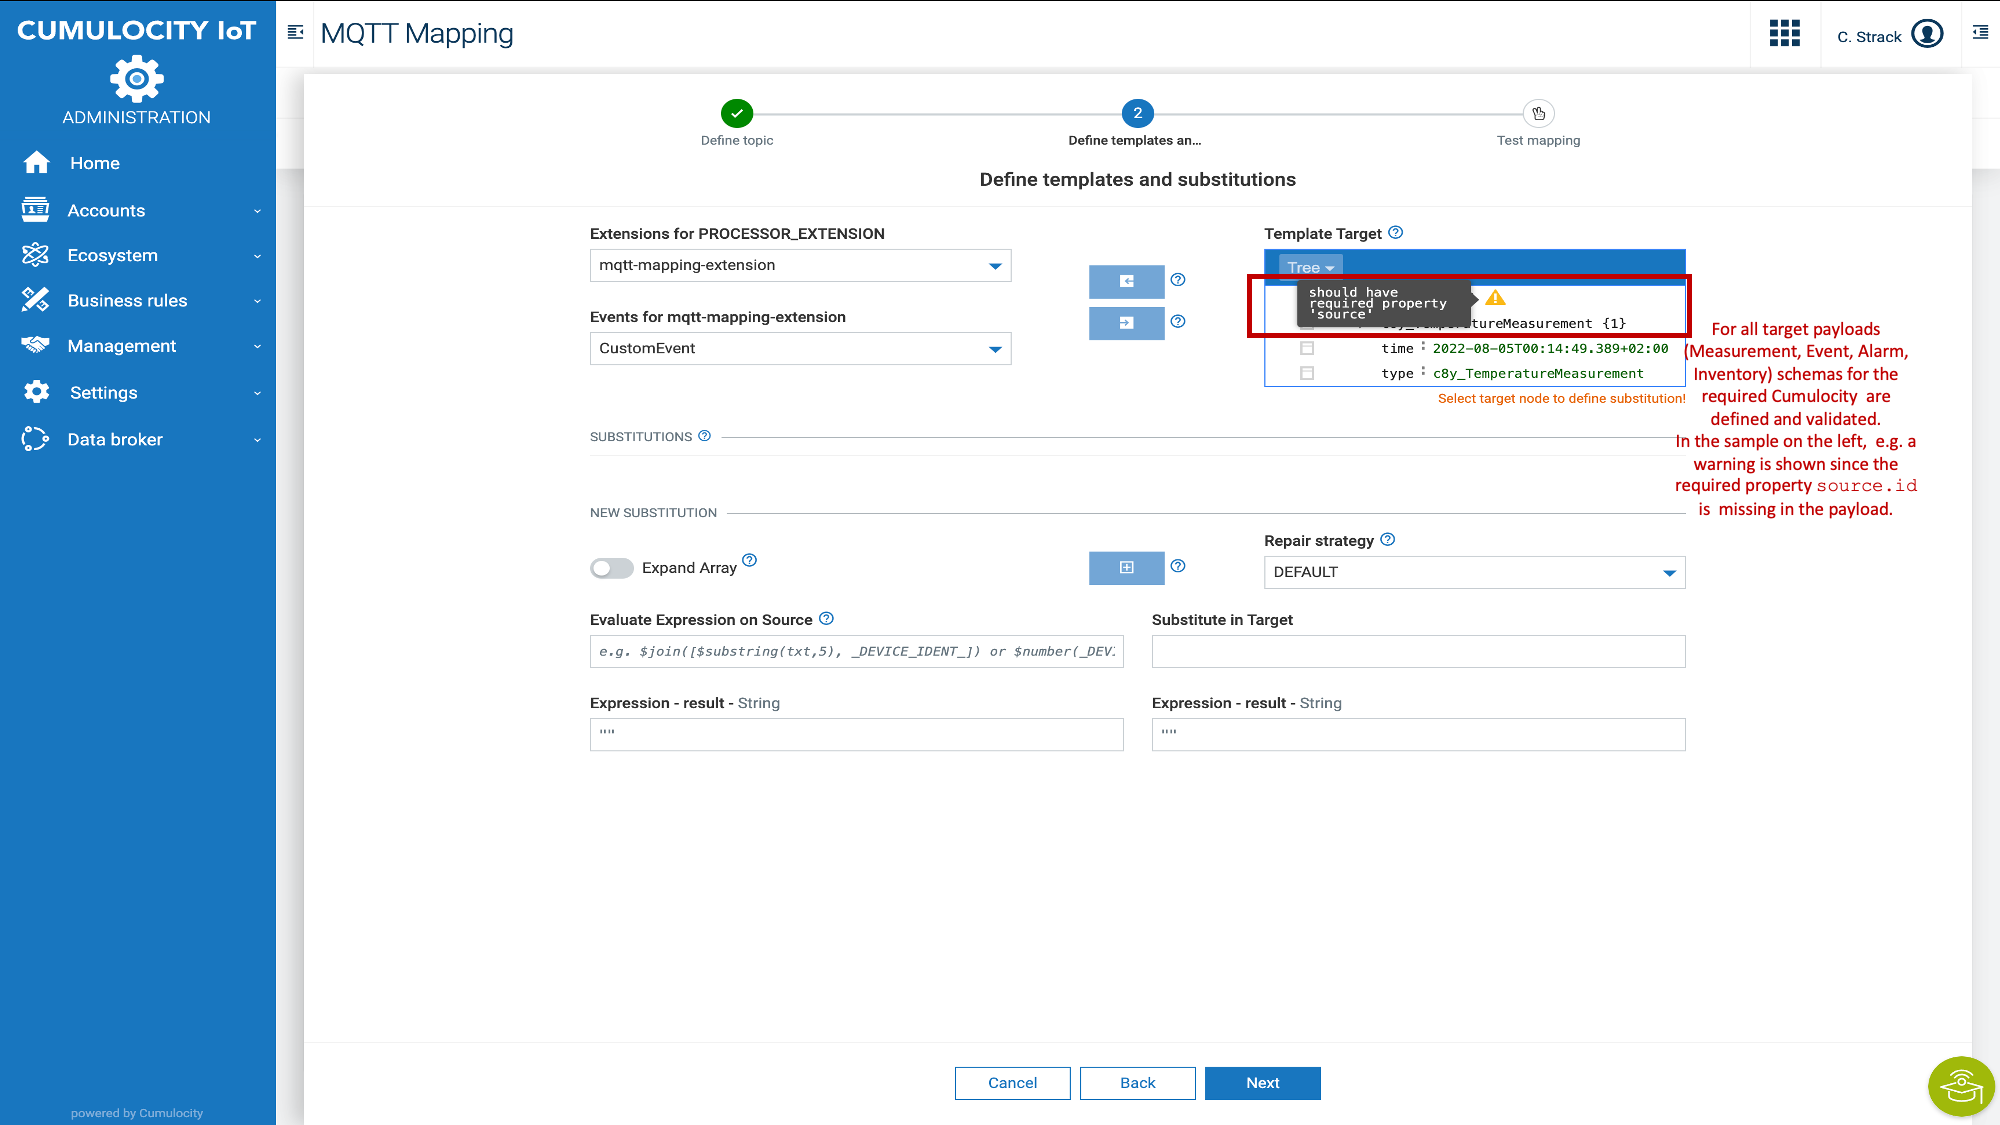 CUMULOCITY IoT
ADMINISTRATION
Home
Accounts
Ecosystem
Business rules
Management
Settings
Data broker
powered by Cumulocity
MQTT Mapping
C. Strack
2
Define topic
Define templates an...
Test mapping
Define templates and substitutions
Extensions for PROCESSOR_EXTENSION
mqtt-mapping-extension
Events for mqtt-mapping-extension
CustomEvent
Template Target
Tree
should have
required property
'source'
tureMeasurement {1}
time : 2022-08-05T00:14:49.389+02:00
type : c8y_TemperatureMeasurement
Select target node to define substitution!
For all target payloads
(Measurement, Event, Alarm,
Inventory) schemas for the
required Cumulocity are
defined and validated.
In the sample on the left, e.g. a
warning is shown since the
required property source.id
is missing in the payload.
SUBSTITUTIONS
NEW SUBSTITUTION
Expand Array
Repair strategy
DEFAULT
Evaluate Expression on Source
e.g. $join([$substring(txt,5), _DEVICE_IDENT_]) or $number(_DEV
Substitute in Target
Expression - result - String
""
Expression - result - String
""
Cancel
Back
Next